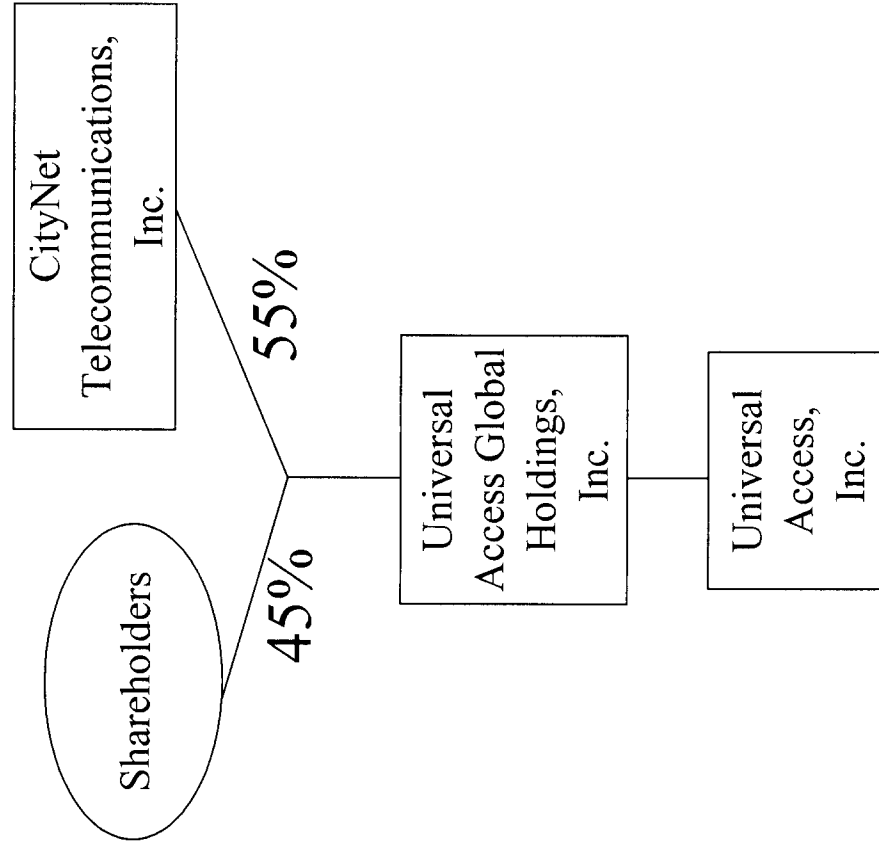 CityNet
Telecommunications,
Inc.
Shareholders
55%
45%
Universal
Access Global
Holdings,
Inc.
Universal
Access,
Inc.